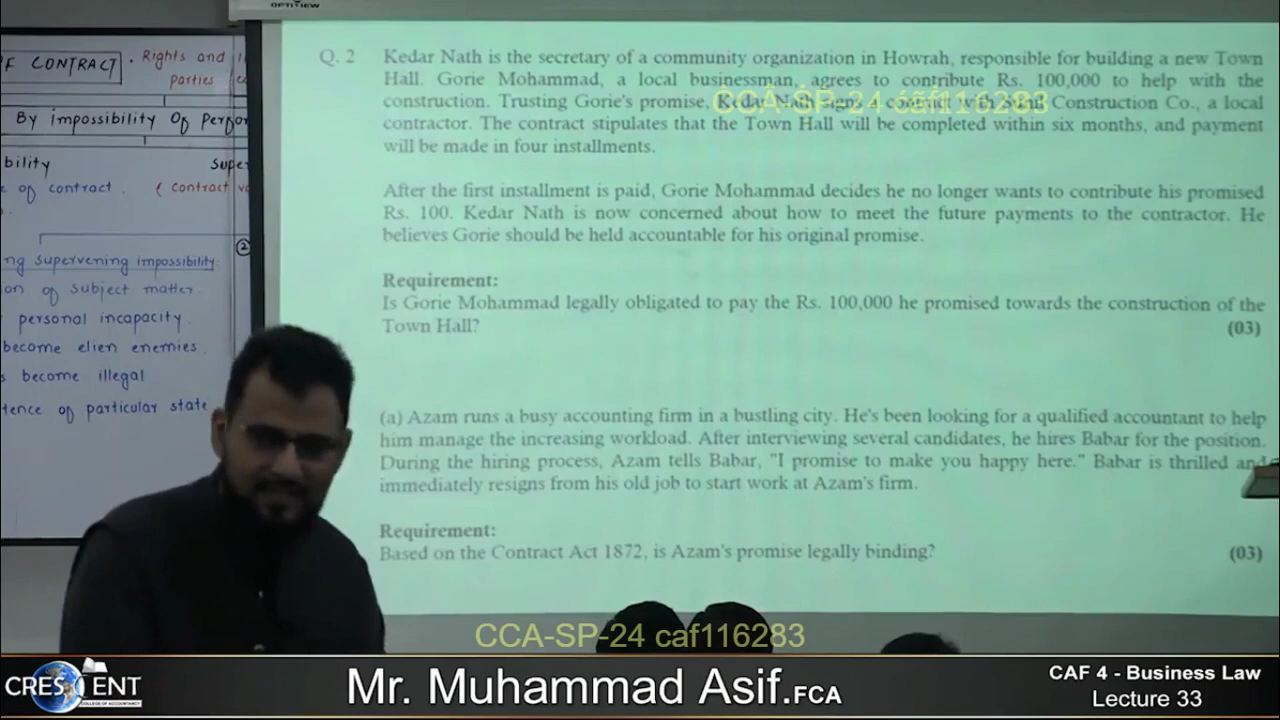 OPTIVIEW
F CONTRACT
. Rights and
parties
By impossibility Of Perfor
bility
Supe
e of contract.
( contract
ng supervening impossibility.
on of subject matter.
personal incapacity.
become elien enemies.
s become illegal
tence of particular state
②
Q. 2 Kedar Nath is the secretary of a community organization in Howrah, responsible for building a new Town
Hall. Gorie Mohammad, a local businessman, agrees to contribute Rs. 100,000 to help with the
construction. Trusting Gorie's promise, Kedar Nath signs a contract with Construction Co., a local
contractor. The contract stipulates that the Town Hall will be completed within six months, and payment
will be made in four installments.
After the first installment is paid, Gorie Mohammad decides he no longer wants to contribute his promised
Rs. 100. Kedar Nath is now concerned about how to meet the future payments to the contractor. He
believes Gorie should be held accountable for his original promise.
Requirement:
Is Gorie Mohammad legally obligated to pay the Rs. 100,000 he promised towards the construction of the
Town Hall? (03)
(a) Azam runs a busy accounting firm in a bustling city. He's been looking for a qualified accountant to help
him manage the increasing workload. After interviewing several candidates, he hires Babar for the position.
During the hiring process, Azam tells Babar, "I promise to make you happy here." Babar is thrilled and
immediately resigns from his old job to start work at Azam's firm.
Requirement:
Based on the Contract Act 1872, is Azam's promise legally binding? (03)
CCA-SP-24 caf116283
CCA-SP-24 caf116283
CRESCENT
COLLEGE OF ACCOUNTANCY
Mr. Muhammad Asif.FCA
CAF 4 - Business Law
Lecture 33